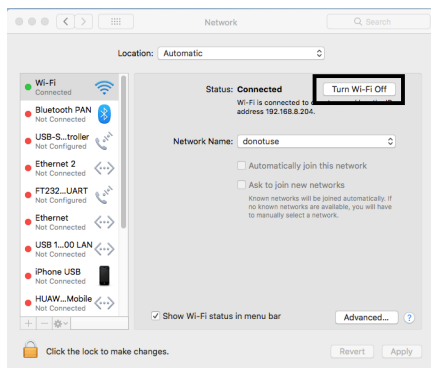 Network
Search
Location: Automatic
Wi-Fi
Connected
Bluetooth PAN
Not Connected
USB-S...troller
Not Configured
Ethernet 2
Not Connected
FT232...UART
Not Configured
Ethernet
Not Connected
USB 1...00 LAN
Not Connected
iPhone USB
Not Connected
HUAW...Mobile
Not Connected
Status: Connected
Turn Wi-Fi Off
Wi-Fi is connected to
address 192.168.8.204.
Network Name: donotuse
Automatically join this network
Ask to join new networks
Known networks will be joined automatically. If
no known networks are available, you will have
to manually select a network.
Show Wi-Fi status in menu bar
Advanced...
?
Click the lock to make changes.
Revert
Apply